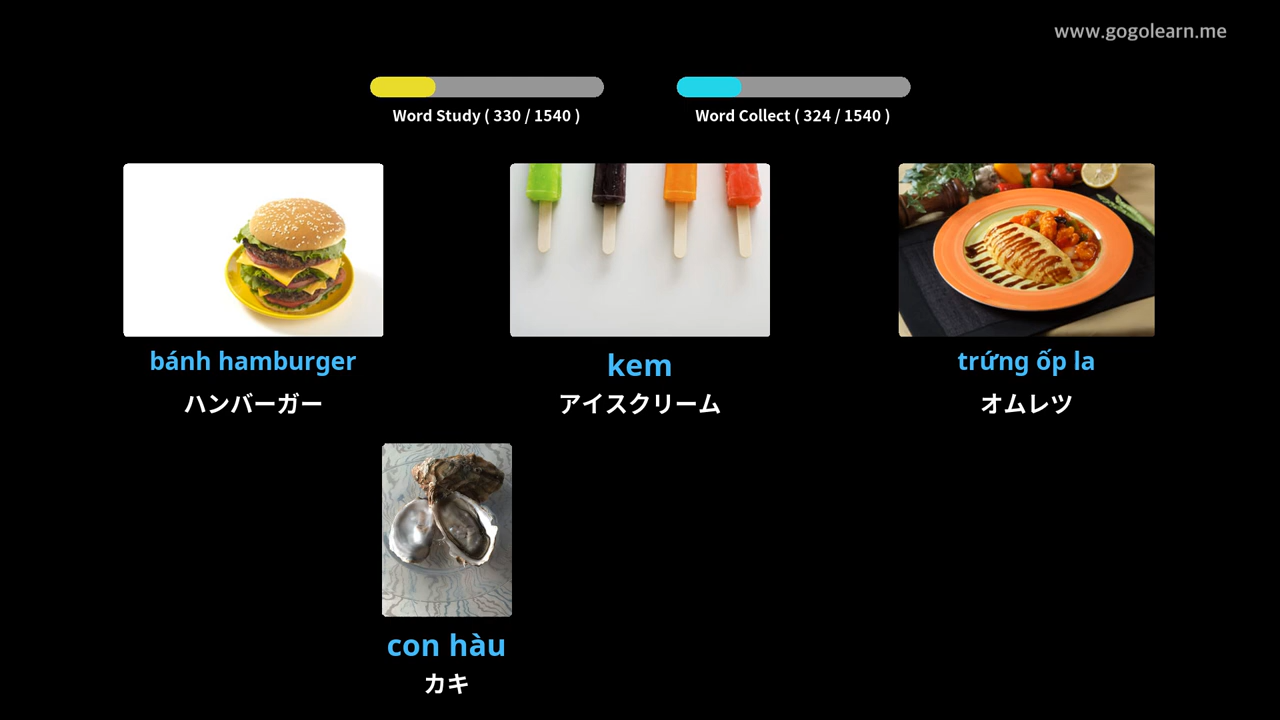 www.gogolearn.me
Word Study ( 330 / 1540 )
Word Collect ( 324 / 1540 )
bánh hamburger
ハンバーガー
kem
アイスクリーム
trứng ốp la
オムレツ
con hàu
カキ